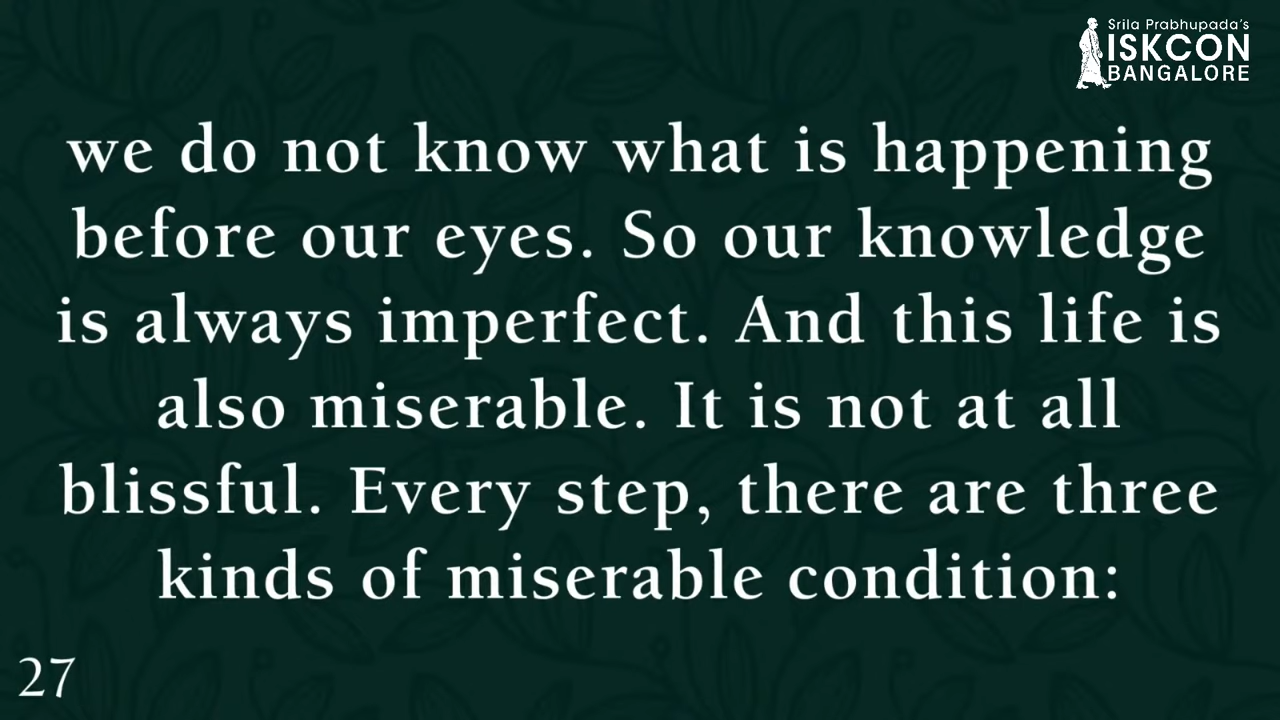 Srila Prabhupada's
ISKCON
BANGALORE
we do not know what is happening
before our eyes. So our knowledge
is always imperfect. And this life is
also miserable. It is not at all
blissful. Every step, there are three
kinds of miserable condition:
27